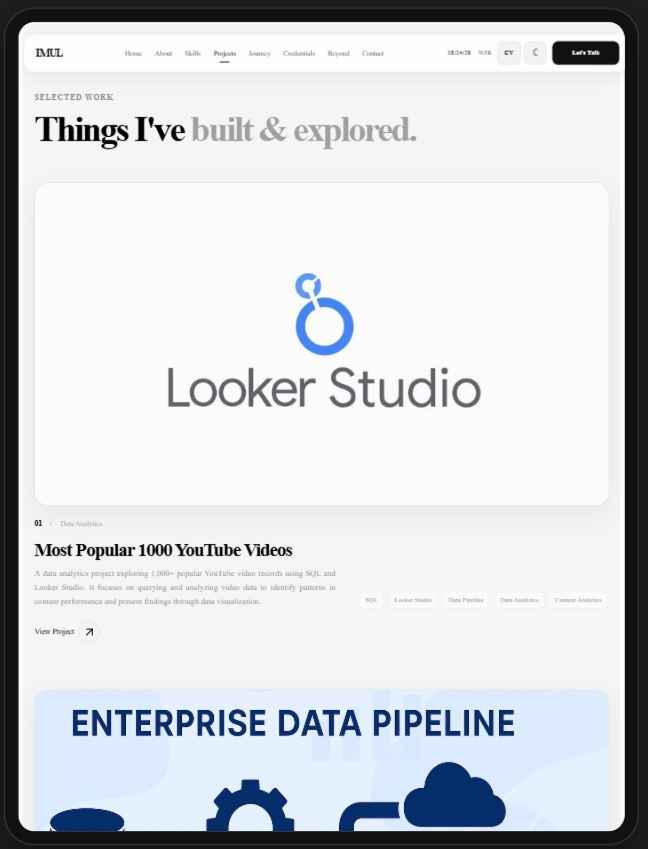 IMUL
Home About Skills Projects Journey Credentials Beyond Contact
18:24:28 WIB CV Let's Talk
SELECTED WORK
Things I've built & explored.
Looker Studio
01 Data Analytics
Most Popular 1000 YouTube Videos
A data analytics project exploring 1,000+ popular YouTube video records using SQL and
Looker Studio. It focuses on querying and analyzing video data to identify patterns in
content performance and present findings through data visualization.
SQL Looker Studio Data Pipeline Data Analytics Content Analytics
View Project
ENTERPRISE DATA PIPELINE